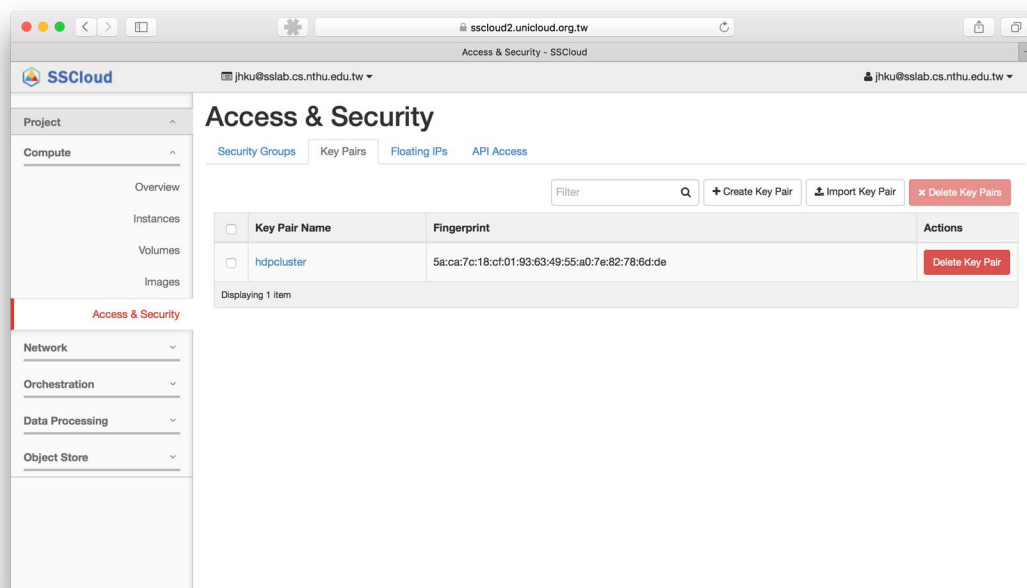 sscloud2.unicloud.org.tw
Access & Security - SSCloud
SSCloud
jhku@sslab.cs.nthu.edu.tw
jhku@sslab.cs.nthu.edu.tw
Project
Compute
Overview
Instances
Volumes
Images
Access & Security
Network
Orchestration
Data Processing
Object Store
Access & Security
Security Groups Key Pairs Floating IPs API Access
Filter + Create Key Pair Import Key Pair Delete Key Pairs
Key Pair Name Fingerprint Actions
hdpcluster 5a:ca:7c:18:cf:01:93:63:49:55:a0:7e:82:78:6d:de Delete Key Pair
Displaying 1 item